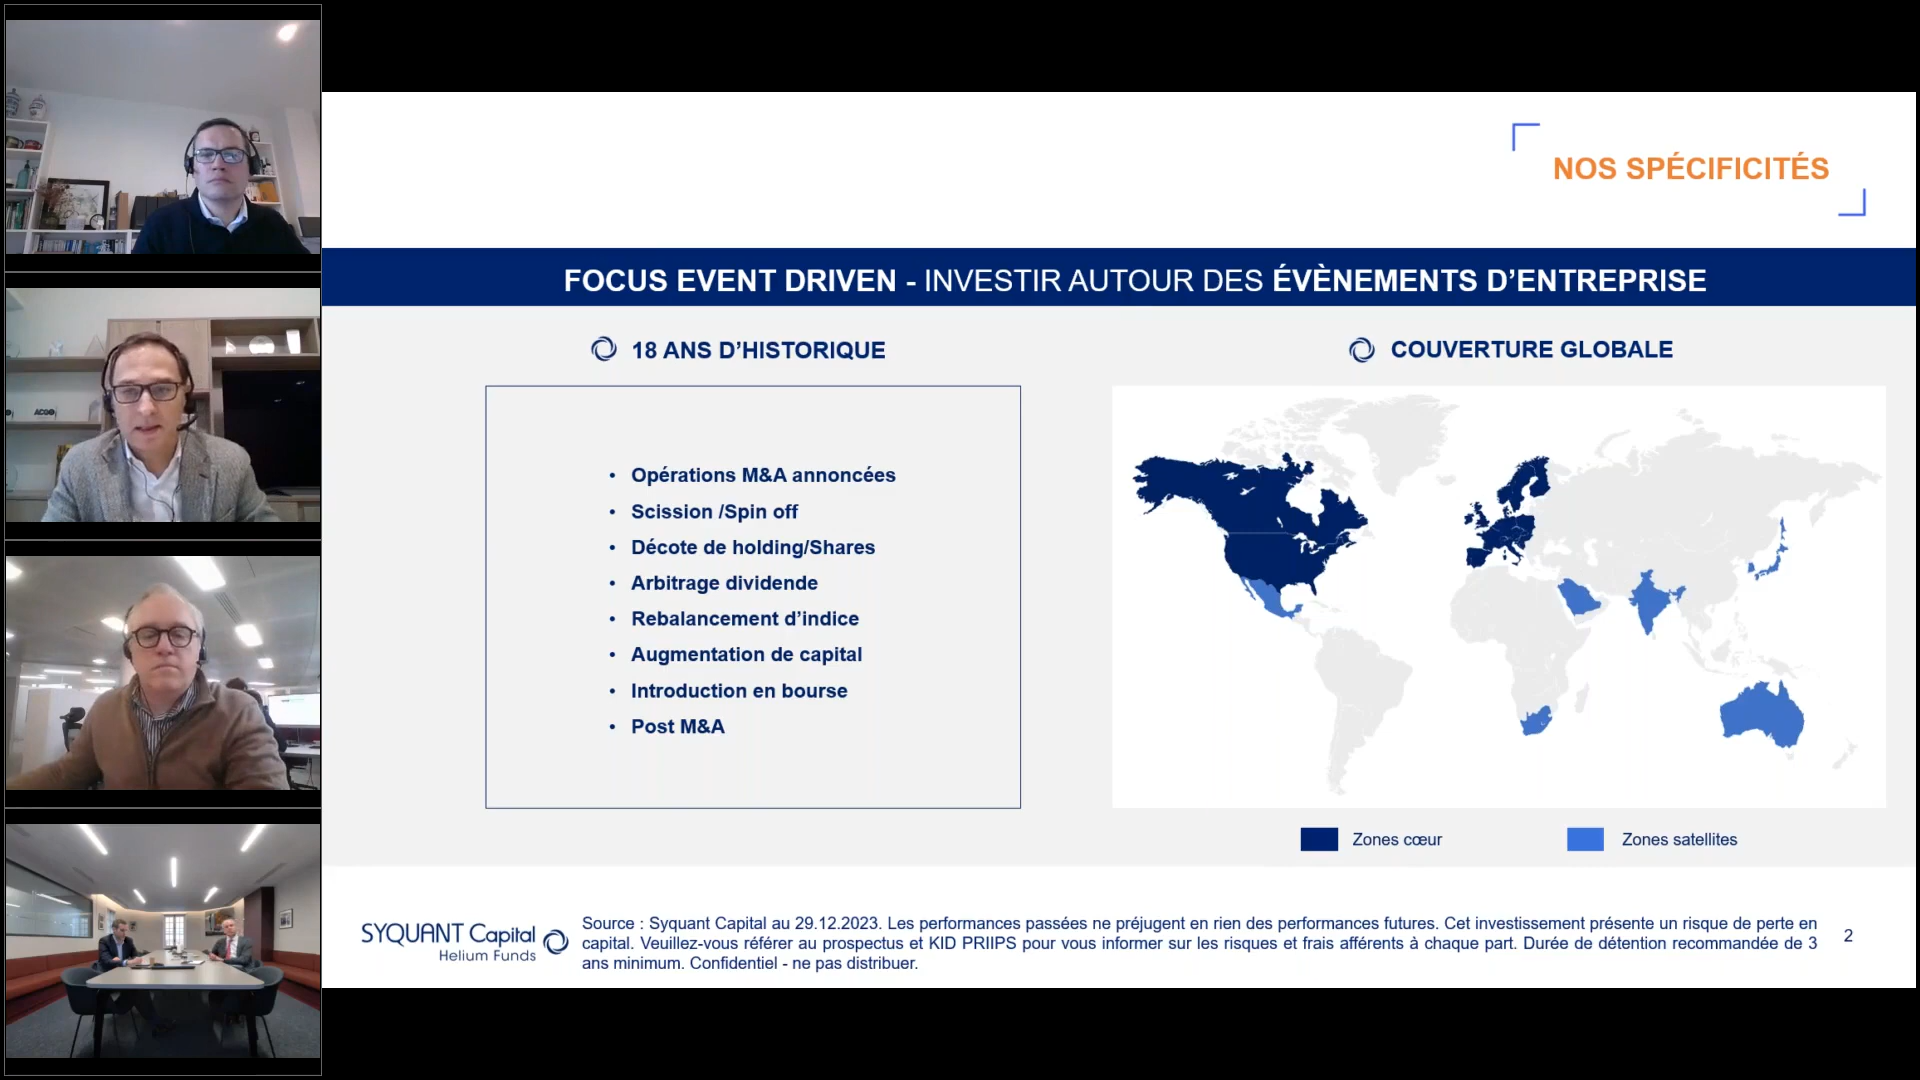 NOS SPÉCIFICITÉS
FOCUS EVENT DRIVEN - INVESTIR AUTOUR DES ÉVÈNEMENTS D’ENTREPRISE
18 ANS D’HISTORIQUE
• Opérations M&A annoncées
• Scission /Spin off
• Décote de holding/Shares
• Arbitrage dividende
• Rebalancement d’indice
• Augmentation de capital
• Introduction en bourse
• Post M&A
COUVERTURE GLOBALE
Zones cœur
Zones satellites
SYQUANT Capital
Helium Funds
Source : Syquant Capital au 29.12.2023. Les performances passées ne préjugent en rien des performances futures. Cet investissement présente un risque de perte en
capital. Veuillez-vous référer au prospectus et KID PRIIPS pour vous informer sur les risques et frais afférents à chaque part. Durée de détention recommandée de 3
ans minimum. Confidentiel - ne pas distribuer.
2